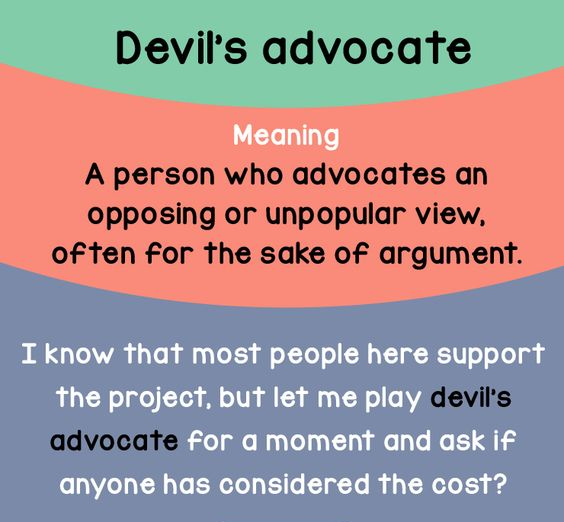 Devil's advocate
Meaning
A person who advocates an
opposing or unpopular view,
often for the sake of argument.
I know that most people here support
the project, but let me play devil's
advocate for a moment and ask if
anyone has considered the cost?